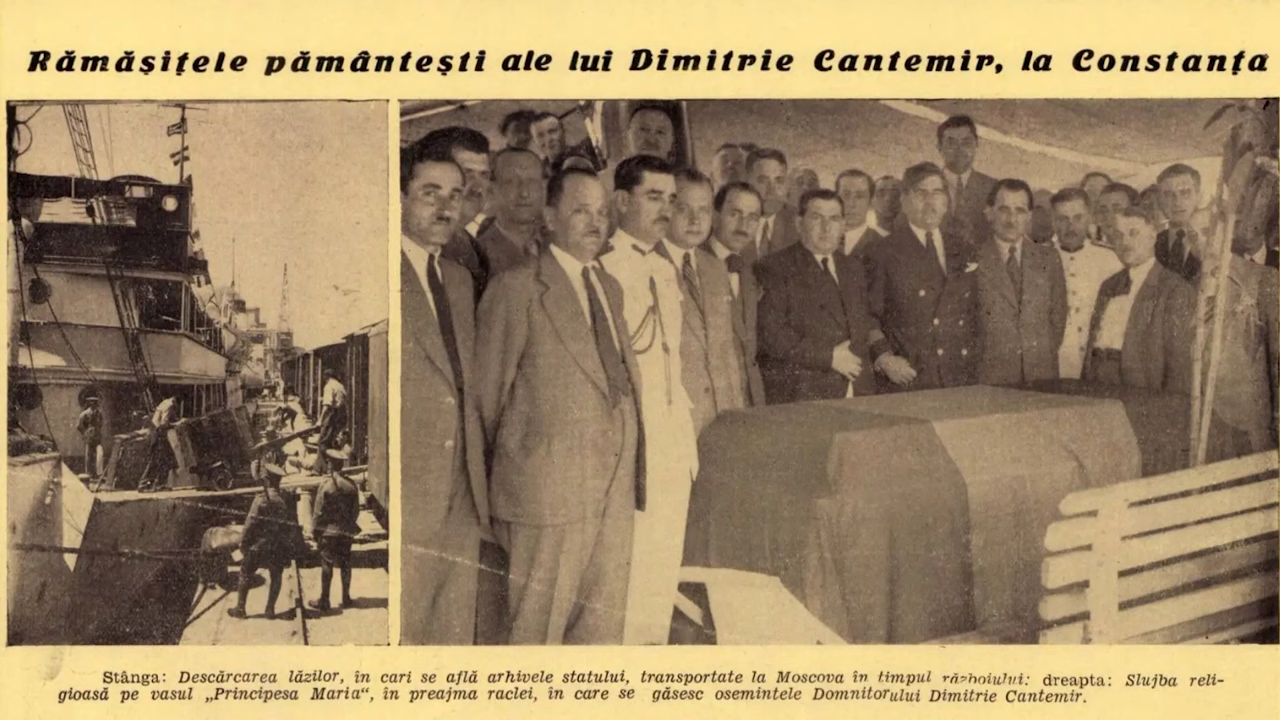 Rămășițele pământești ale lui Dimitrie Cantemir, la Constanța
Stânga: Descărcarea lăzilor, în cari se află arhivele statului, transportate la Moscova în timpul războiului; dreapta: Slujba reli-
gioasă pe vasul „Principesa Maria“, în preajma raclei, în care se găsesc osemintele Domnitorului Dimitrie Cantemir.